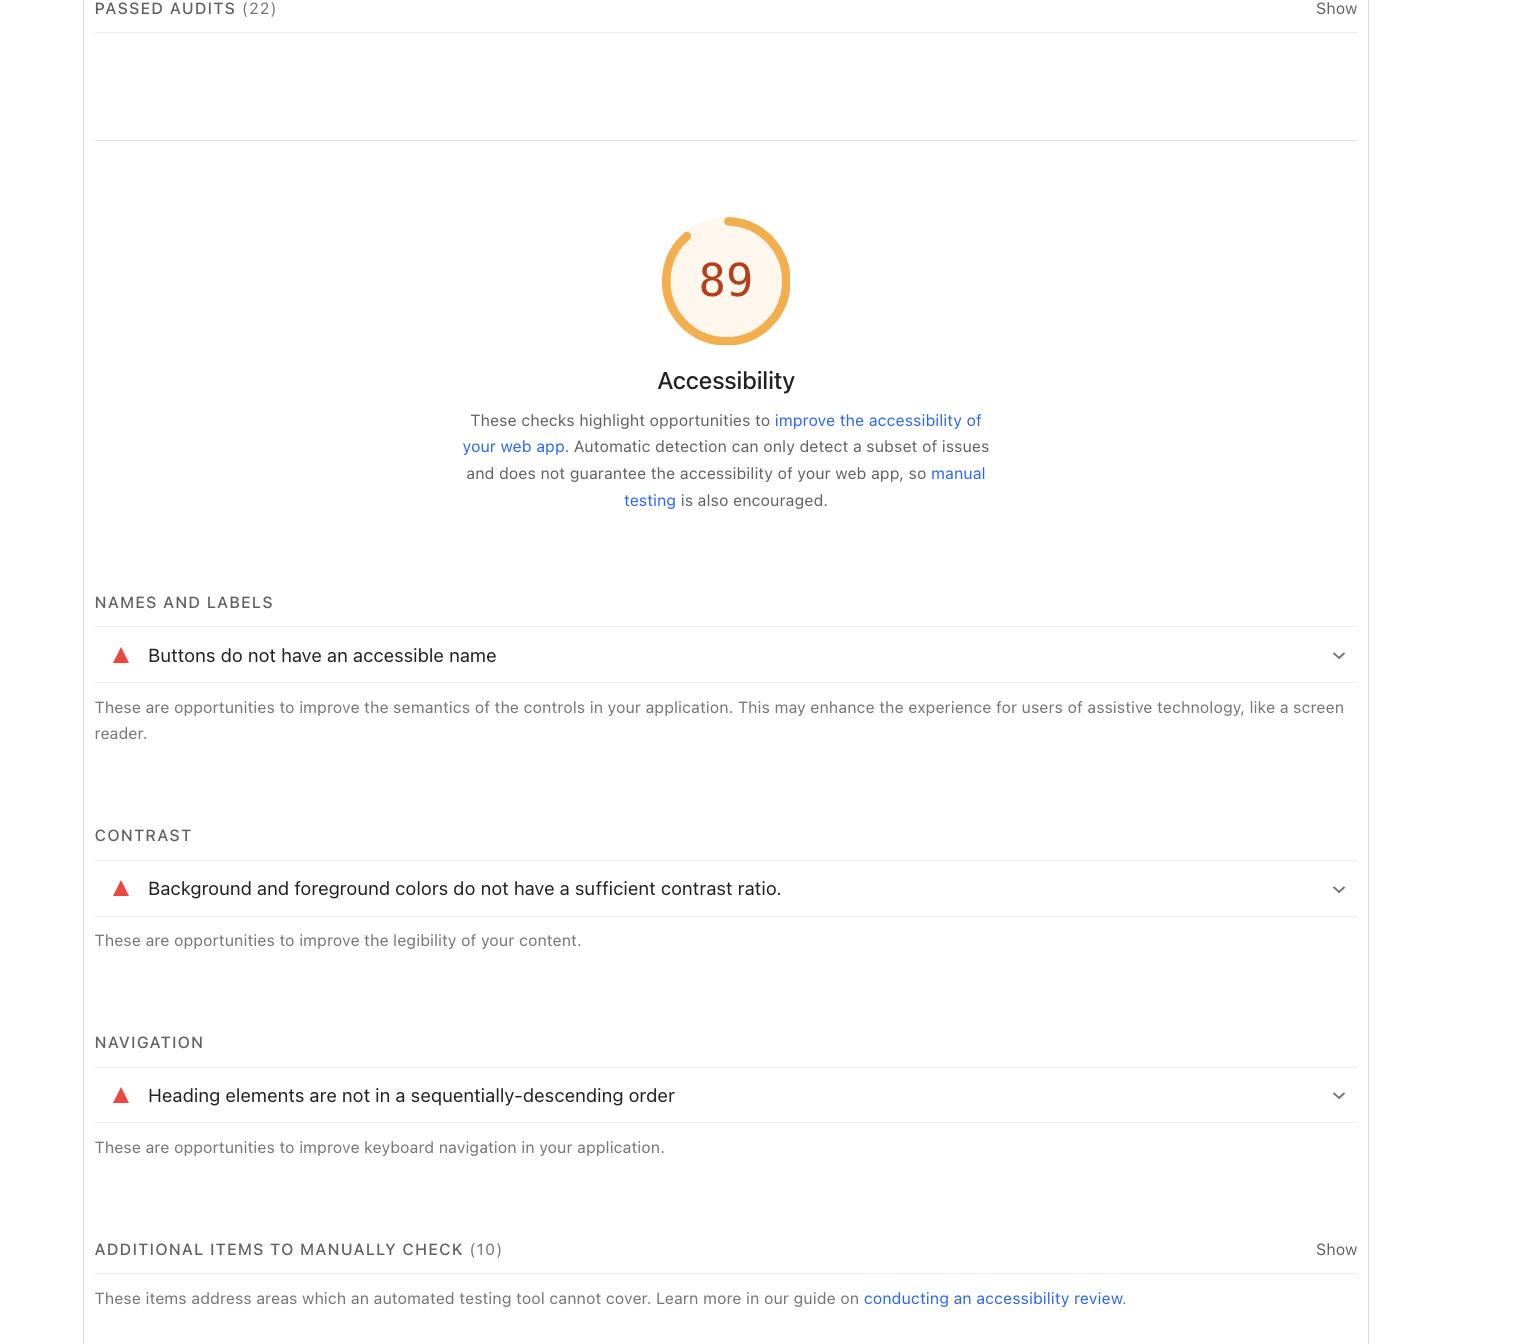 PASSED AUDITS (22) Show
89
Accessibility
These checks highlight opportunities to improve the accessibility of
your web app. Automatic detection can only detect a subset of issues
and does not guarantee the accessibility of your web app, so manual
testing is also encouraged.
NAMES AND LABELS
Buttons do not have an accessible name
These are opportunities to improve the semantics of the controls in your application. This may enhance the experience for users of assistive technology, like a screen
reader.
CONTRAST
Background and foreground colors do not have a sufficient contrast ratio.
These are opportunities to improve the legibility of your content.
NAVIGATION
Heading elements are not in a sequentially-descending order
These are opportunities to improve keyboard navigation in your application.
ADDITIONAL ITEMS TO MANUALLY CHECK (10) Show
These items address areas which an automated testing tool cannot cover. Learn more in our guide on conducting an accessibility review.